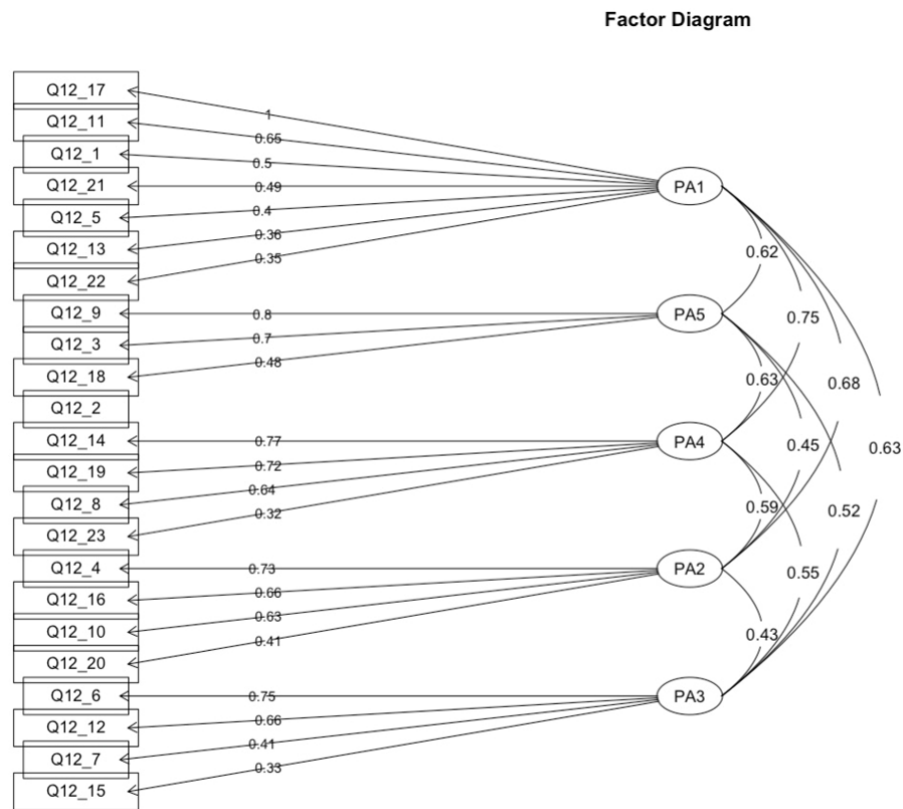 Factor Diagram
Q12_17
Q12_11
Q12_1
Q12_21
Q12_5
Q12_13
Q12_22
Q12_9
Q12_3
Q12_18
Q12_2
Q12_14
Q12_19
Q12_8
Q12_23
Q12_4
Q12_16
Q12_10
Q12_20
Q12_6
Q12_12
Q12_7
Q12_15
1
0.65
0.5
0.49
0.4
0.36
0.35
0.8
0.7
0.48
0.77
0.72
0.64
0.32
0.73
0.66
0.63
0.41
0.75
0.66
0.41
0.33
PA1
PA5
PA4
PA2
PA3
0.62
0.75
0.68
0.63
0.63
0.45
0.52
0.59
0.55
0.43